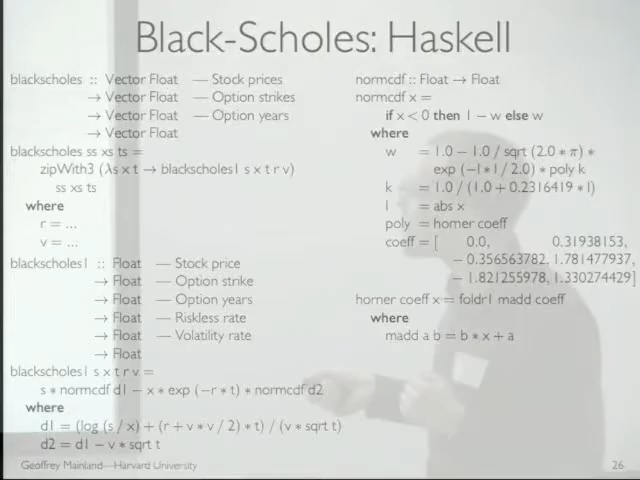 Black-Scholes: Haskell
blackscholes :: Vector Float — Stock prices
→ Vector Float — Option strikes
→ Vector Float — Option years
→ Vector Float
blackscholes ss xs ts =
zipWith3 (λs x t → blackscholes1 s x t r v)
ss xs ts
where
r = ...
v = ...
blackscholes1 :: Float — Stock price
→ Float — Option strike
→ Float — Option years
→ Float — Riskless rate
→ Float — Volatility rate
→ Float
blackscholes1 s x t r v =
s * normcdf d1 − x * exp (−r * t) * normcdf d2
where
d1 = (log (s / x) + (r + v * v / 2) * t) / (v * sqrt t)
d2 = d1 − v * sqrt t
normcdf :: Float → Float
normcdf x =
if x < 0 then 1 − w else w
where
w = 1.0 − 1.0 / sqrt (2.0 * π) *
exp (−l * l / 2.0) * poly k
k = 1.0 / (1.0 + 0.2316419 * l)
l = abs x
poly = horner coeff
coeff = [ 0.0, 0.31938153,
− 0.356563782, 1.781477937,
− 1.821255978, 1.330274429]
horner coeff x = foldr1 madd coeff
where
madd a b = b * x + a
Geoffrey Mainland—Harvard University
26